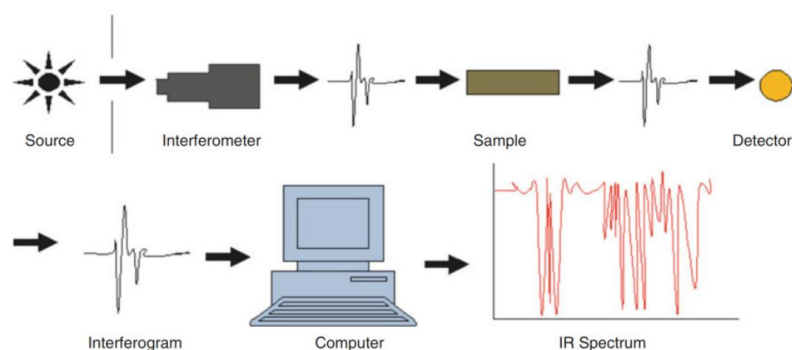 Source
Interferometer
Sample
Detector
Interferogram
Computer
IR Spectrum